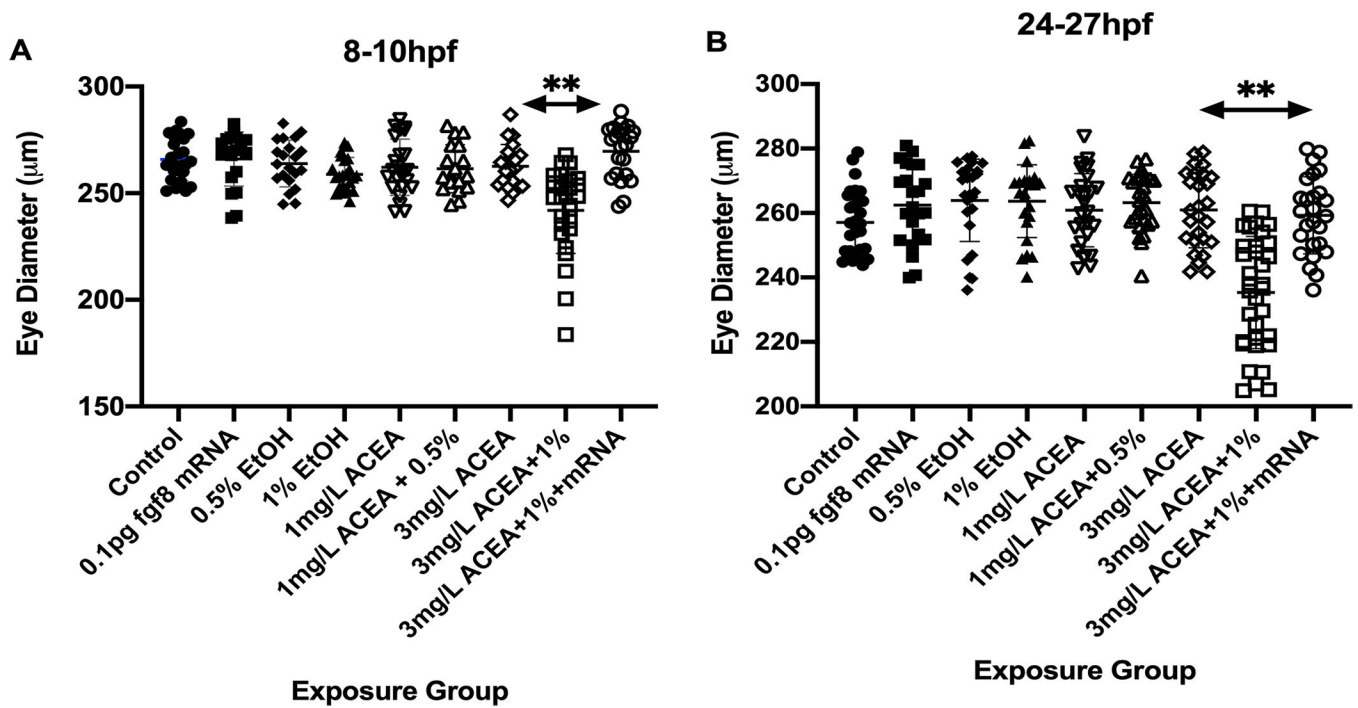 A
8-10hpf
**
300
250
200
150
Eye Diameter (μm)
Control
0.1pg fgf8 mRNA
0.5% EtOH
1% EtOH
1mg/L ACEA
1mg/L ACEA + 0.5%
3mg/L ACEA
3mg/L ACEA+1%
3mg/L ACEA+1%+mRNA
Exposure Group
B
24-27hpf
**
300
280
260
240
220
200
Eye Diameter (μm)
Control
0.1pg fgf8 mRNA
0.5% EtOH
1% EtOH
1mg/L ACEA
1mg/L ACEA+0.5%
3mg/L ACEA
3mg/L ACEA+1%
3mg/L ACEA+1%+mRNA
Exposure Group